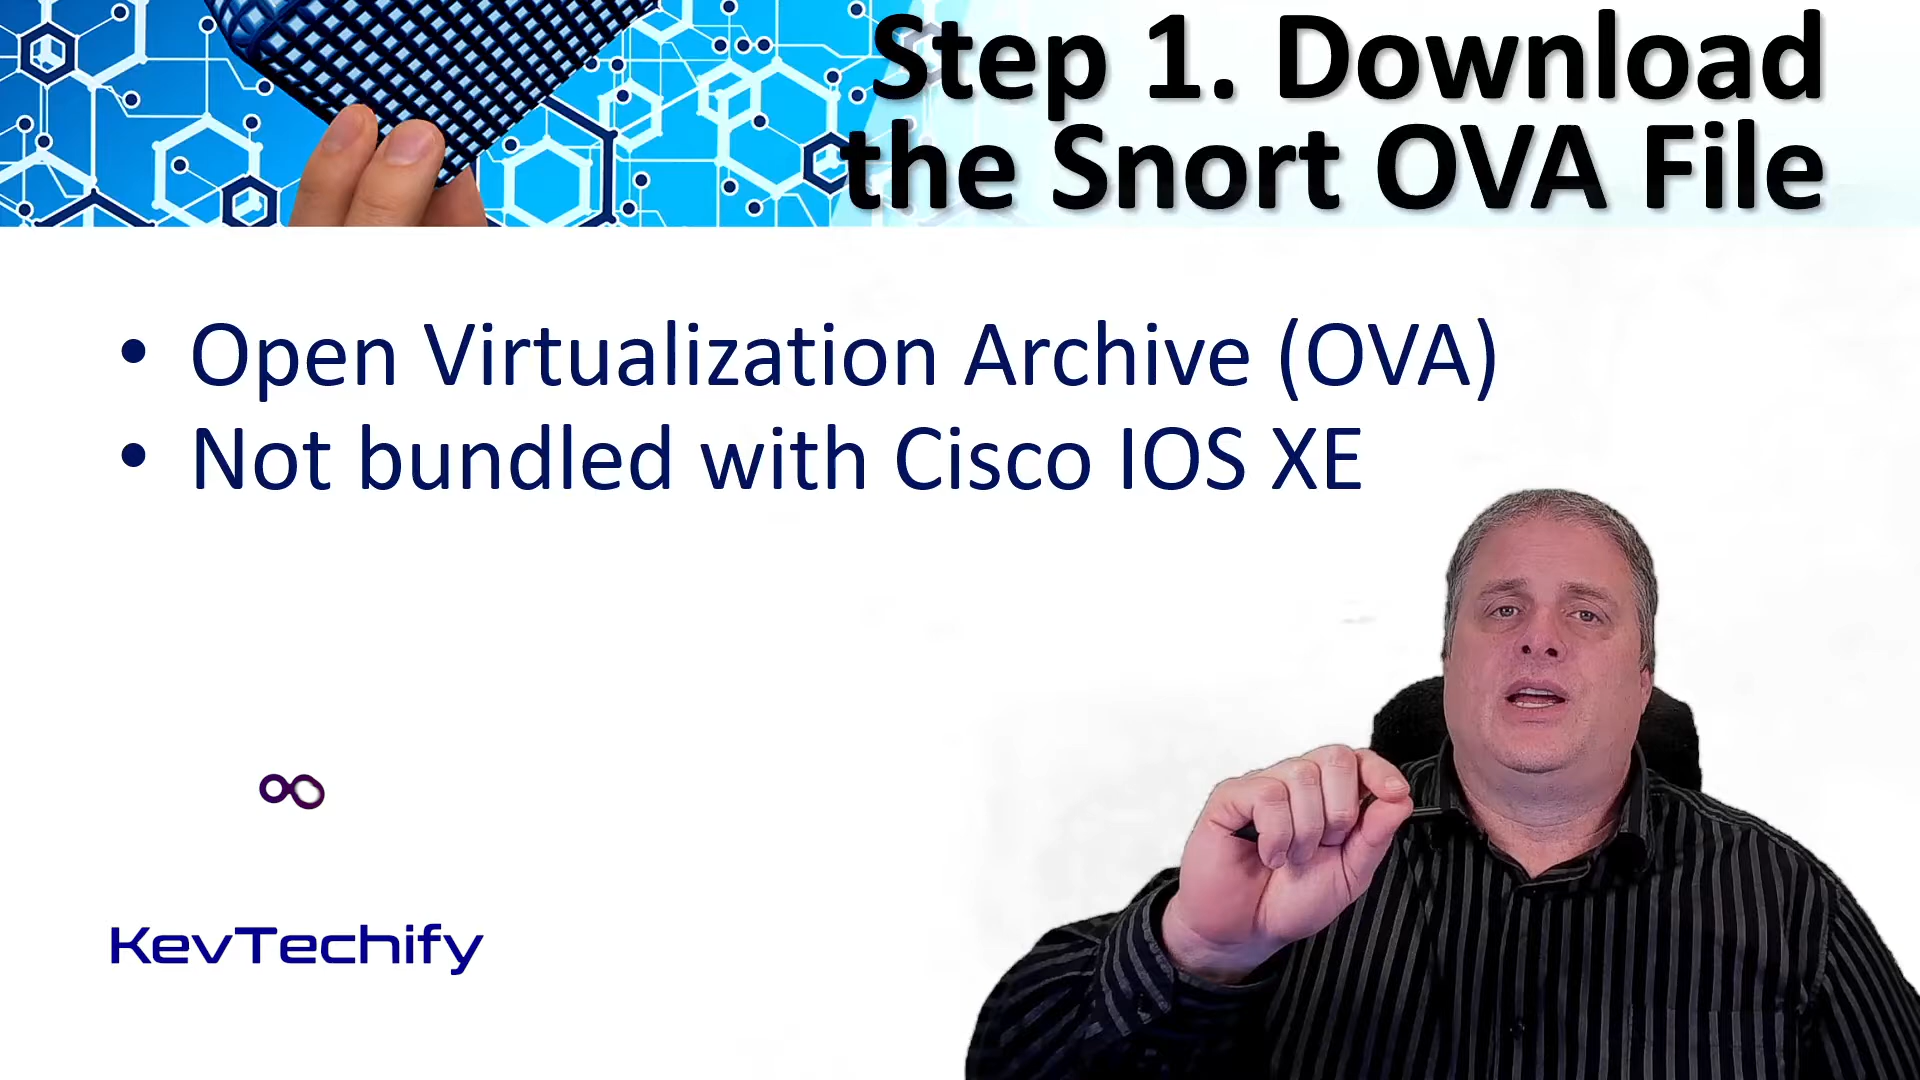 Step 1. Download
the Snort OVA File
• Open Virtualization Archive (OVA)
• Not bundled with Cisco IOS XE
KevTechify